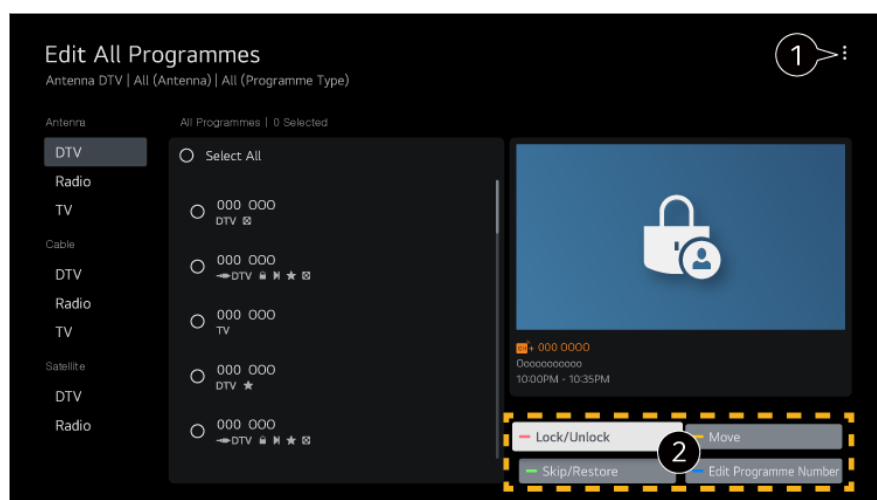 Edit All Programmes
Antenna DTV | All (Antenna) | All (Programme Type)
1
Antenna
DTV
Radio
TV
Cable
DTV
Radio
TV
Satellite
DTV
Radio
All Programmes | 0 Selected
Select All
000 000
DTV
000 000
DTV
000 000
TV
000 000
DTV
000 000
DTV
+ 000 0000
Oooooooooo
10:00PM - 10:35PM
Lock/Unlock
Move
2
Skip/Restore
Edit Programme Number